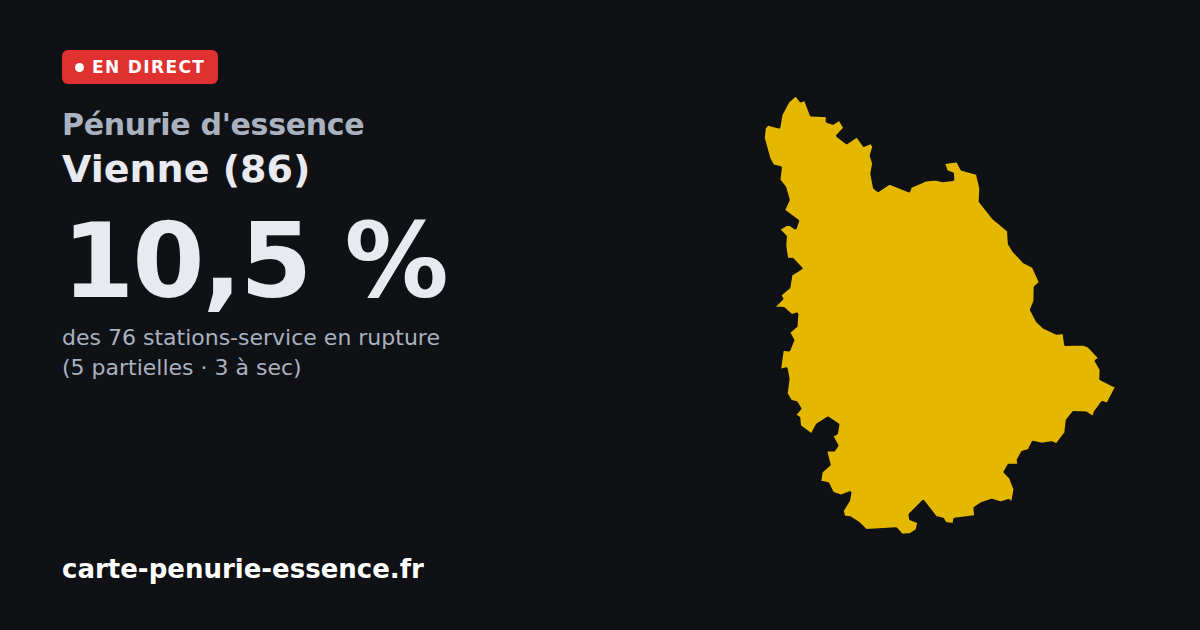 EN DIRECT
Pénurie d'essence
Vienne (86)
10,5 %
des 76 stations-service en rupture
(5 partielles · 3 à sec)
carte-penurie-essence.fr